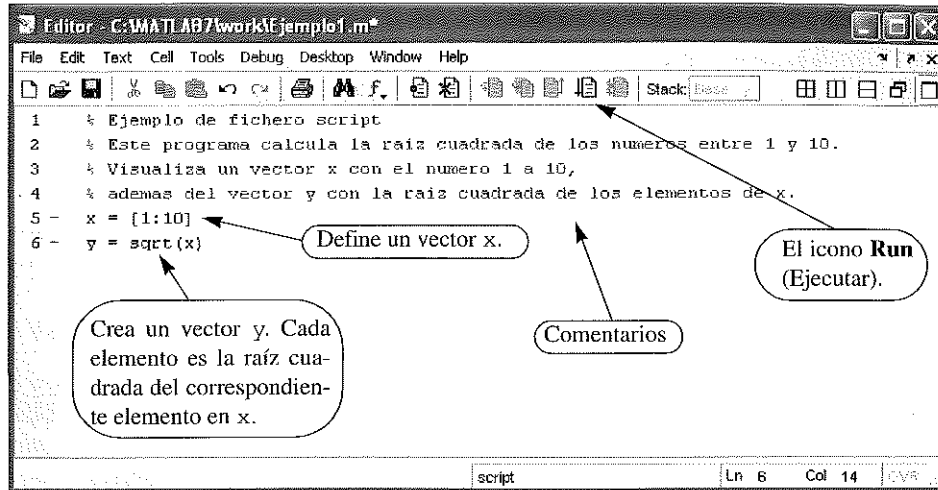 Editor - C:\MATLAB7\work\Ejemplo1.m*
File Edit Text Cell Tools Debug Desktop Window Help
Stack: Base
1 % Ejemplo de fichero script
2 % Este programa calcula la raiz cuadrada de los numeros entre 1 y 10.
3 % Visualiza un vector x con el numero 1 a 10,
4 % ademas del vector y con la raiz cuadrada de los elementos de x.
5 - x = [1:10]
6 - y = sqrt(x)
Define un vector x.
El icono Run
(Ejecutar).
Comentarios
Crea un vector y. Cada
elemento es la raíz cua-
drada del correspondien-
te elemento en x.
script
Ln 6 Col 14 OVR